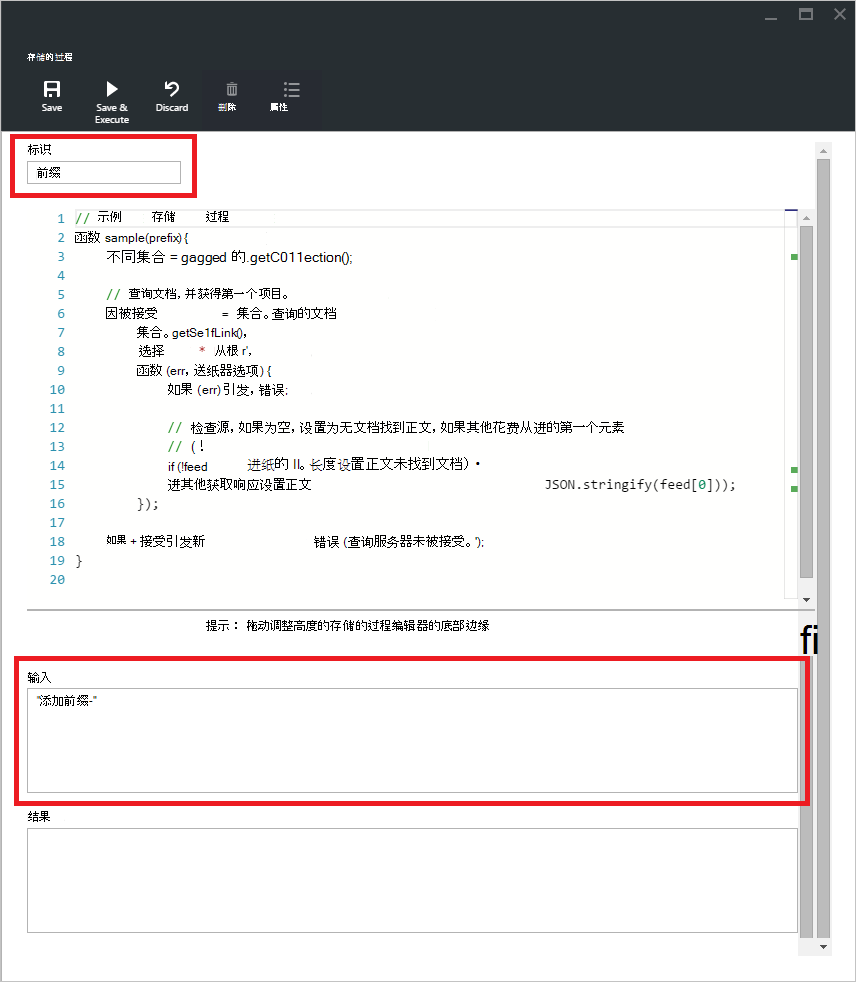 存储的过程
Save
Save &
Execute
Discard
删除
属性
标识
前缀
1 // 示例 存储 过程
2 函数 sample(prefix) {
3 不同集合 = gagged 的.getC011ection();
4
5 // 查询文档,并获得第一个项目。
6 因被接受 = 集合。查询的文档
7 集合。getSe1fLink(),
8 选择 * 从根 r',
9 函数 (err, 送纸器选项) {
10 如果 (err) 引发, 错误;
11
12 // 检查源, 如果为空, 设置为无文档找到正文, 如果其他花费从进的第一个元素
13 // (!
14 if (!feed 进纸的 II。长度设置正文未找到文档) •
15 进其他获取响应设置正文 JSON.stringify(feed[0]));
16 });
17
18 如果 + 接受引发新 错误 (查询服务器未被接受。');
19 }
20
提示: 拖动调整高度的存储的过程编辑器的底部边缘
fi
输入
"添加前缀-"
结果